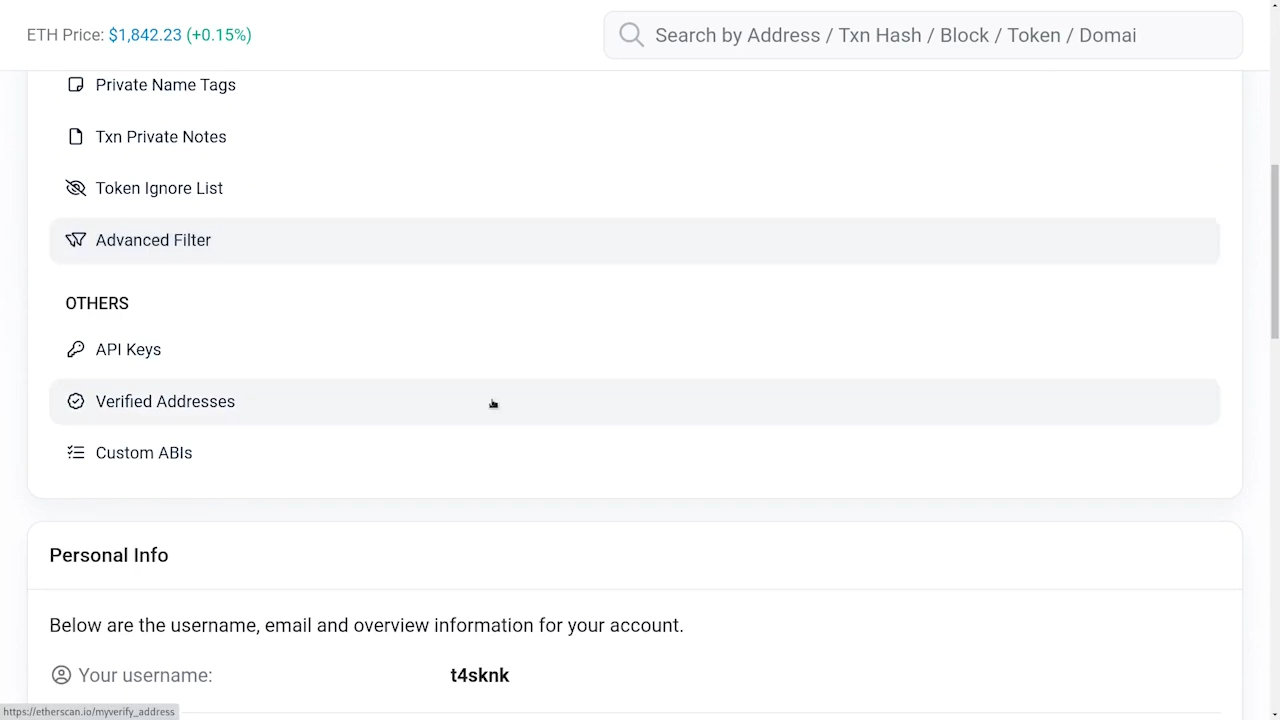 ETH Price: $1,842.23 (+0.15%)
Search by Address / Txn Hash / Block / Token / Domai
Private Name Tags
Txn Private Notes
Token Ignore List
Advanced Filter
OTHERS
API Keys
Verified Addresses
Custom ABIs
Personal Info
Below are the username, email and overview information for your account.
Your username: t4sknk
https://etherscan.io/myverify_address